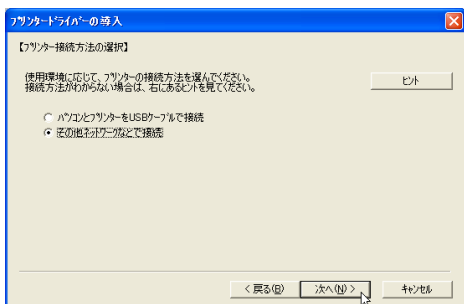 プリンタードライバーの導入
【プリンター接続方法の選択】
使用環境に応じて、プリンターの接続方法を選んでください。
接続方法がわからない場合は、右にあるヒントを見てください。
ヒント
パソコンとプリンターをUSBケーブルで接続
その他ネットワークなどで接続
< 戻る(B)
次へ(N) >
キャンセル